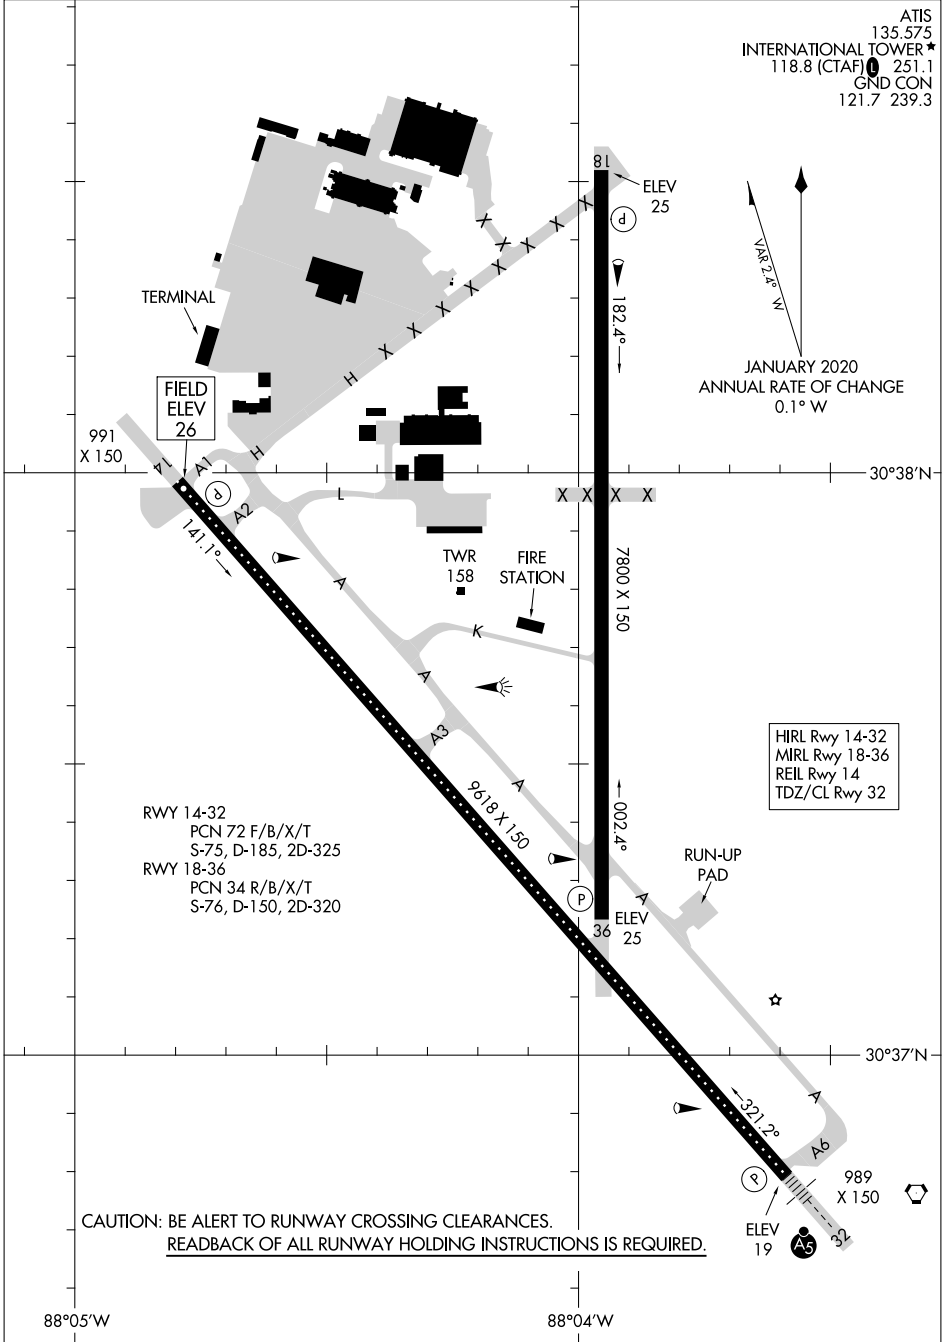 ATIS
135.575
INTERNATIONAL TOWER ★
118.8 (CTAF) L 251.1
GND CON
121.7 239.3
18
ELEV
25
P
VAR 2.4° W
182.4°
JANUARY 2020
ANNUAL RATE OF CHANGE
0.1° W
X X X X X X X X X X
TERMINAL
H
FIELD
ELEV
26
991
X 150
14
A1
H
P
A2
L
X X X X
30°38'N
141.1°
TWR
158
FIRE
STATION
7800 X 150
A
K
A
A3
A
HIRL Rwy 14-32
MIRL Rwy 18-36
REIL Rwy 14
TDZ/CL Rwy 32
9618 X 150
002.4°
RWY 14-32
PCN 72 F/B/X/T
S-75, D-185, 2D-325
RWY 18-36
PCN 34 R/B/X/T
S-76, D-150, 2D-320
RUN-UP
PAD
P
A
36
ELEV
25
30°37'N
321.2°
A
A6
P
989
X 150
ELEV
19
A5
32
CAUTION: BE ALERT TO RUNWAY CROSSING CLEARANCES.
READBACK OF ALL RUNWAY HOLDING INSTRUCTIONS IS REQUIRED.
88°05'W
88°04'W